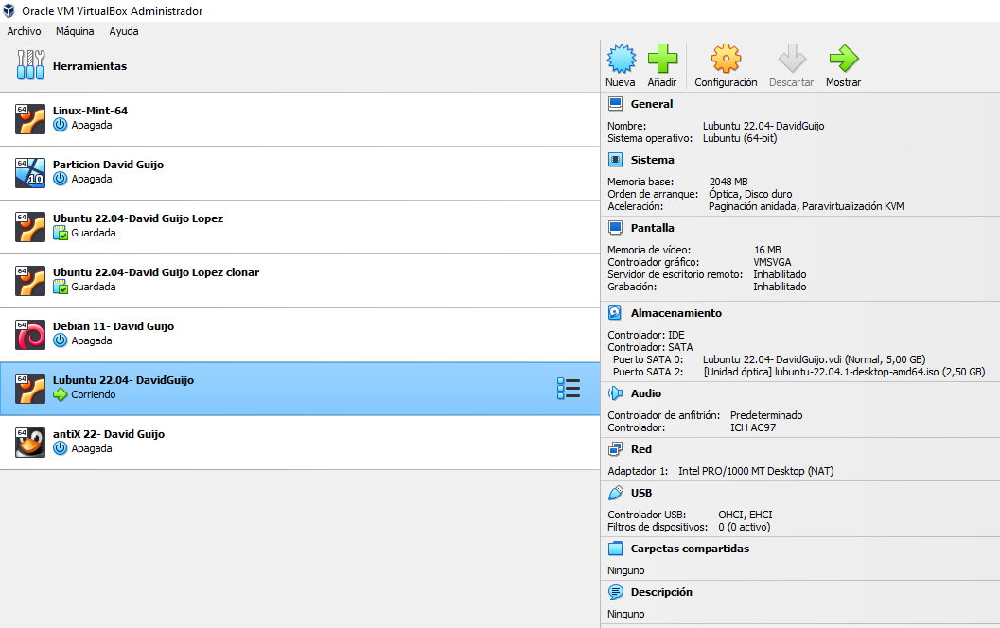 Oracle VM VirtualBox Administrador
Archivo Máquina Ayuda
Herramientas
64
Linux-Mint-64
Apagada
64
10
Particion David Guijo
Apagada
64
Ubuntu 22.04-David Guijo Lopez
Guardada
64
Ubuntu 22.04-David Guijo Lopez clonar
Guardada
64
Debian 11- David Guijo
Apagada
64
Lubuntu 22.04- DavidGuijo
Corriendo
64
antiX 22- David Guijo
Apagada
Nueva Añadir Configuración Descartar Mostrar
General
Nombre: Lubuntu 22.04- DavidGuijo
Sistema operativo: Lubuntu (64-bit)
Sistema
Memoria base: 2048 MB
Orden de arranque: Óptica, Disco duro
Aceleración: Paginación anidada, Paravirtualización KVM
Pantalla
Memoria de vídeo: 16 MB
Controlador gráfico: VMSVGA
Servidor de escritorio remoto: Inhabilitado
Grabación: Inhabilitado
Almacenamiento
Controlador: IDE
Controlador: SATA
Puerto SATA 0: Lubuntu 22.04- DavidGuijo.vdi (Normal, 5,00 GB)
Puerto SATA 2: [Unidad óptica] lubuntu-22.04.1-desktop-amd64.iso (2,50 GB)
Audio
Controlador de anfitrión: Predeterminado
Controlador: ICH AC97
Red
Adaptador 1: Intel PRO/1000 MT Desktop (NAT)
USB
Controlador USB: OHCI, EHCI
Filtros de dispositivos: 0 (0 activo)
Carpetas compartidas
Ninguno
Descripción
Ninguno